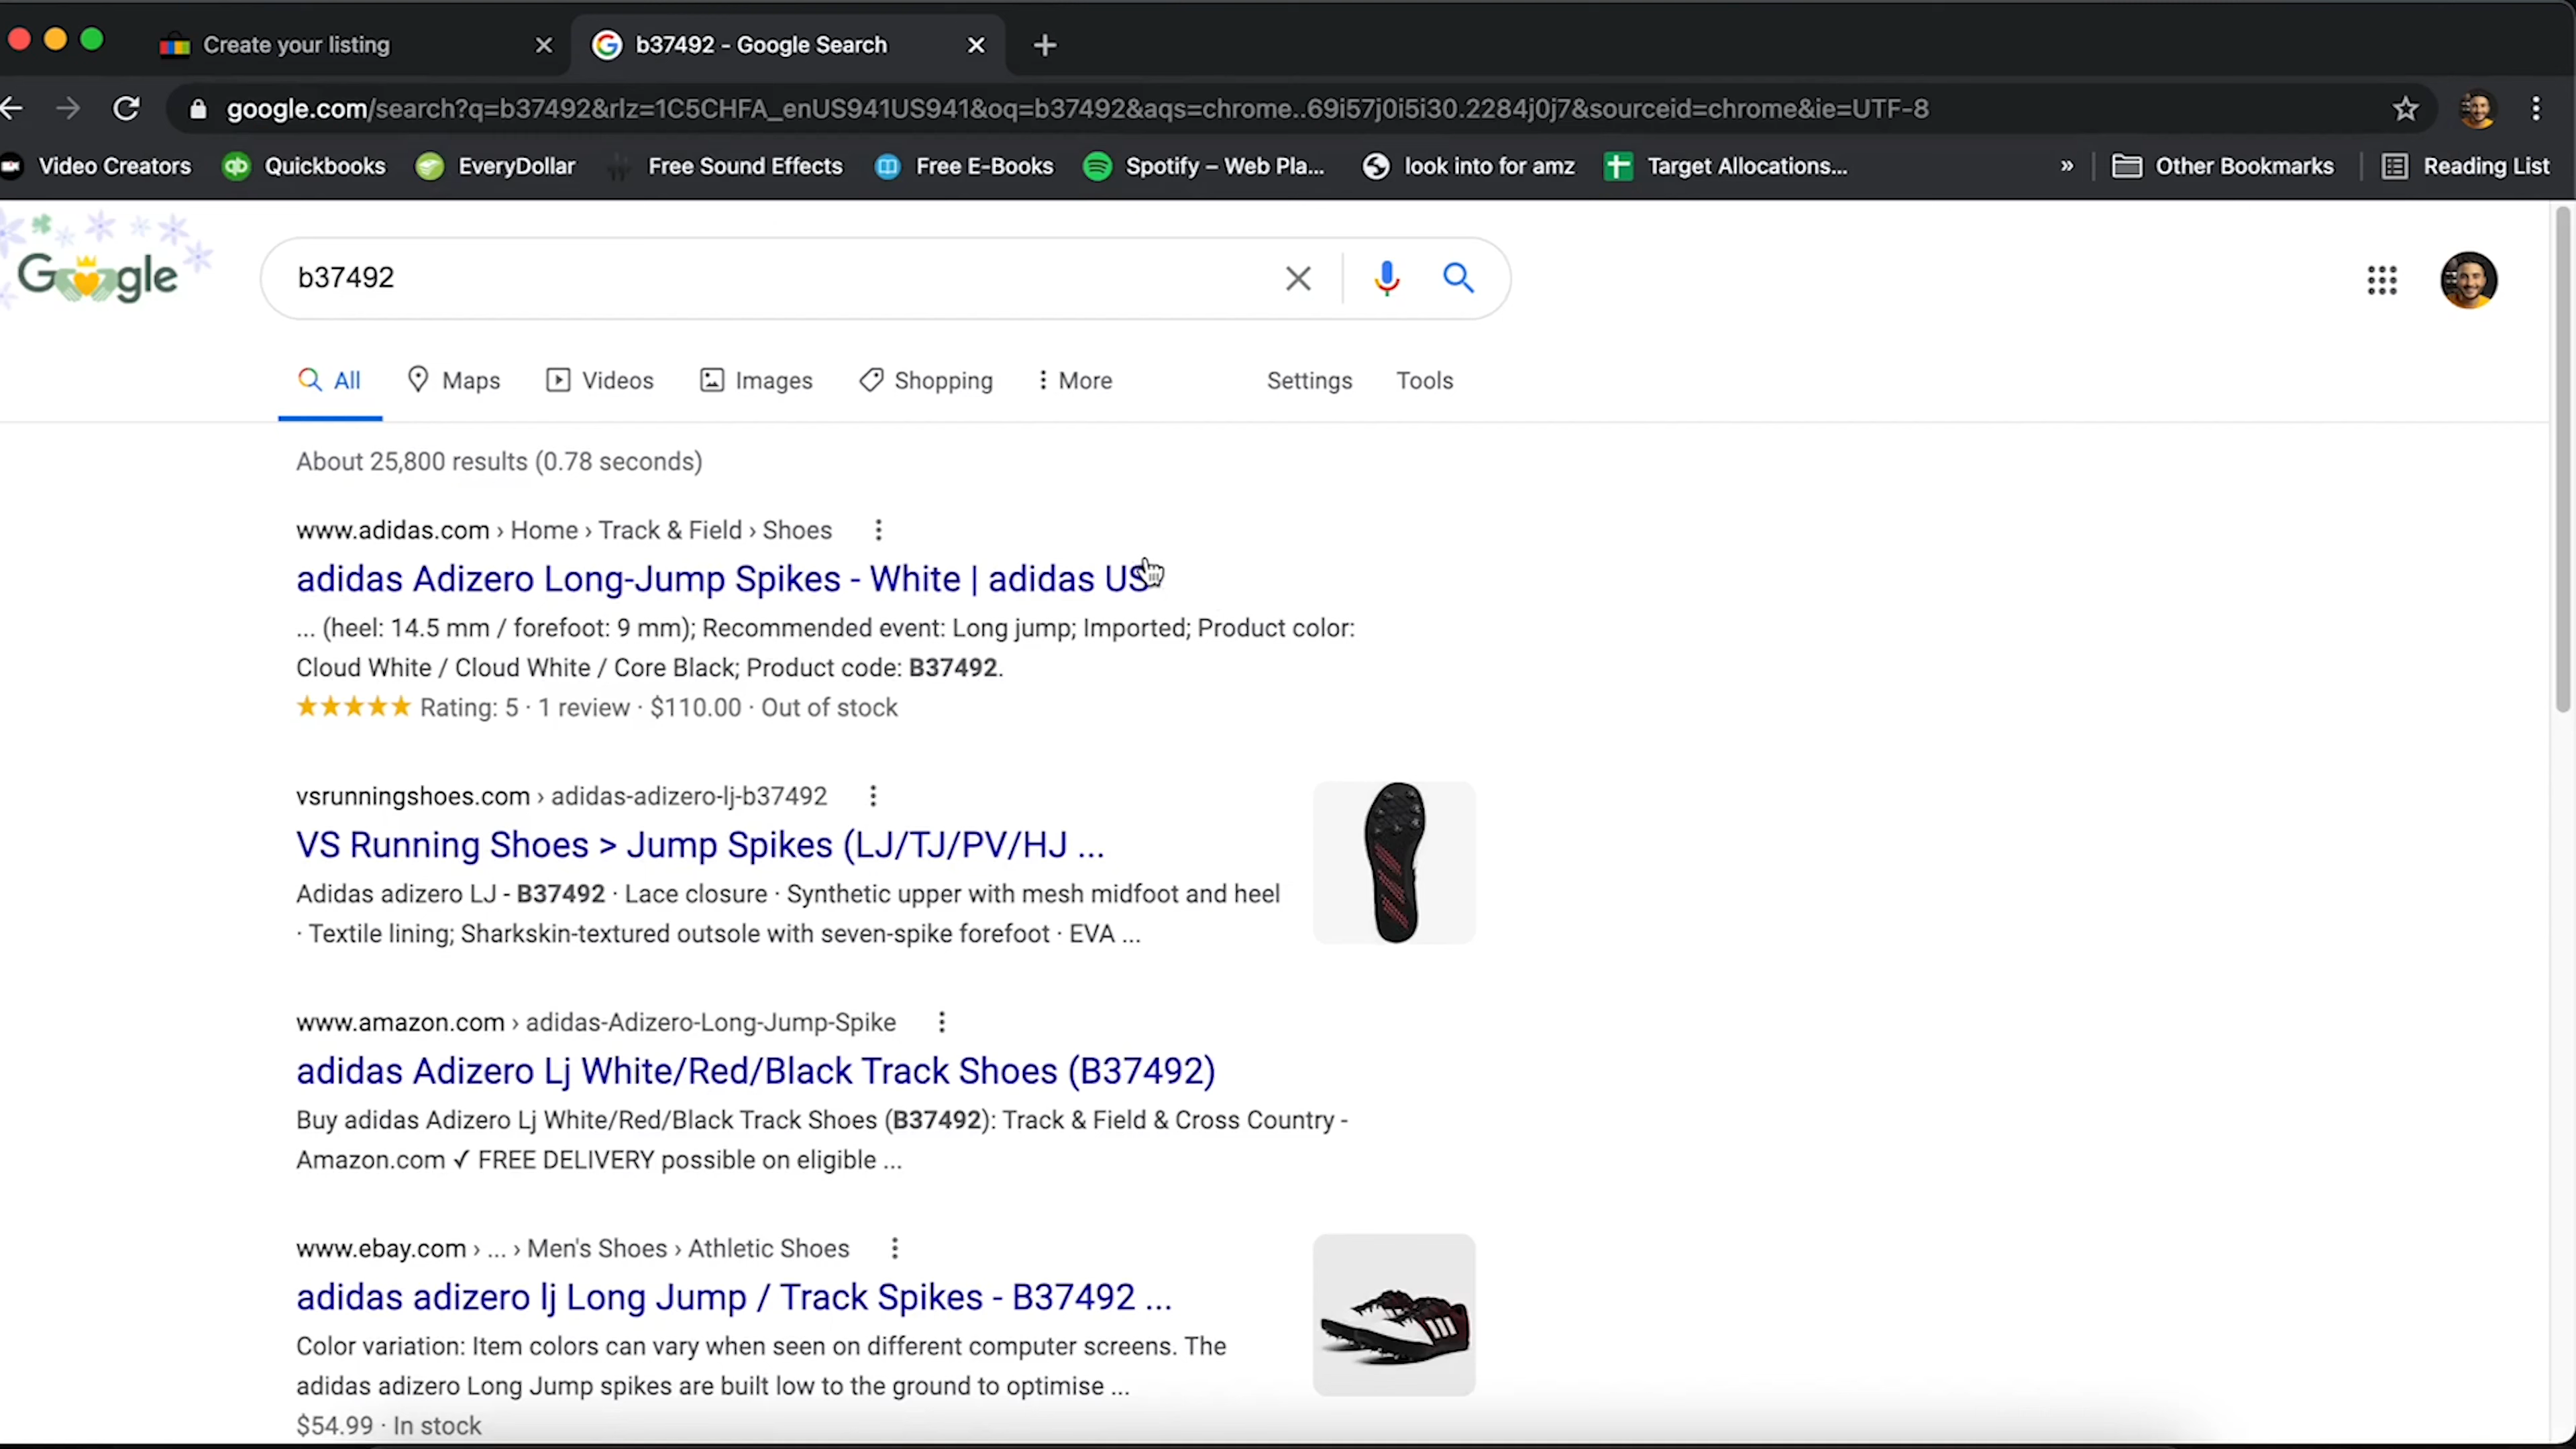 Create your listing
b37492 - Google Search
google.com/search?q=b37492&rlz=1C5CHFA_enUS941US941&oq=b37492&aqs=chrome..69i57j0i5i30.2284j0j7&sourceid=chrome&ie=UTF-8
Video Creators qb Quickbooks EveryDollar Free Sound Effects Free E-Books Spotify – Web Pla... look into for amz Target Allocations... » Other Bookmarks Reading List
Google
b37492
All Maps Videos Images Shopping More Settings Tools
About 25,800 results (0.78 seconds)
www.adidas.com › Home › Track & Field › Shoes
adidas Adizero Long-Jump Spikes - White | adidas US
... (heel: 14.5 mm / forefoot: 9 mm); Recommended event: Long jump; Imported; Product color:
Cloud White / Cloud White / Core Black; Product code: B37492.
★★★★★ Rating: 5 · 1 review · $110.00 · Out of stock
vsrunningshoes.com › adidas-adizero-lj-b37492
VS Running Shoes > Jump Spikes (LJ/TJ/PV/HJ ...
Adidas adizero LJ - B37492 · Lace closure · Synthetic upper with mesh midfoot and heel
· Textile lining; Sharkskin-textured outsole with seven-spike forefoot · EVA ...
www.amazon.com › adidas-Adizero-Long-Jump-Spike
adidas Adizero Lj White/Red/Black Track Shoes (B37492)
Buy adidas Adizero Lj White/Red/Black Track Shoes (B37492): Track & Field & Cross Country -
Amazon.com ✓ FREE DELIVERY possible on eligible ...
www.ebay.com › ... › Men's Shoes › Athletic Shoes
adidas adizero lj Long Jump / Track Spikes - B37492 ...
Color variation: Item colors can vary when seen on different computer screens. The
adidas adizero Long Jump spikes are built low to the ground to optimise ...
$54.99 · In stock